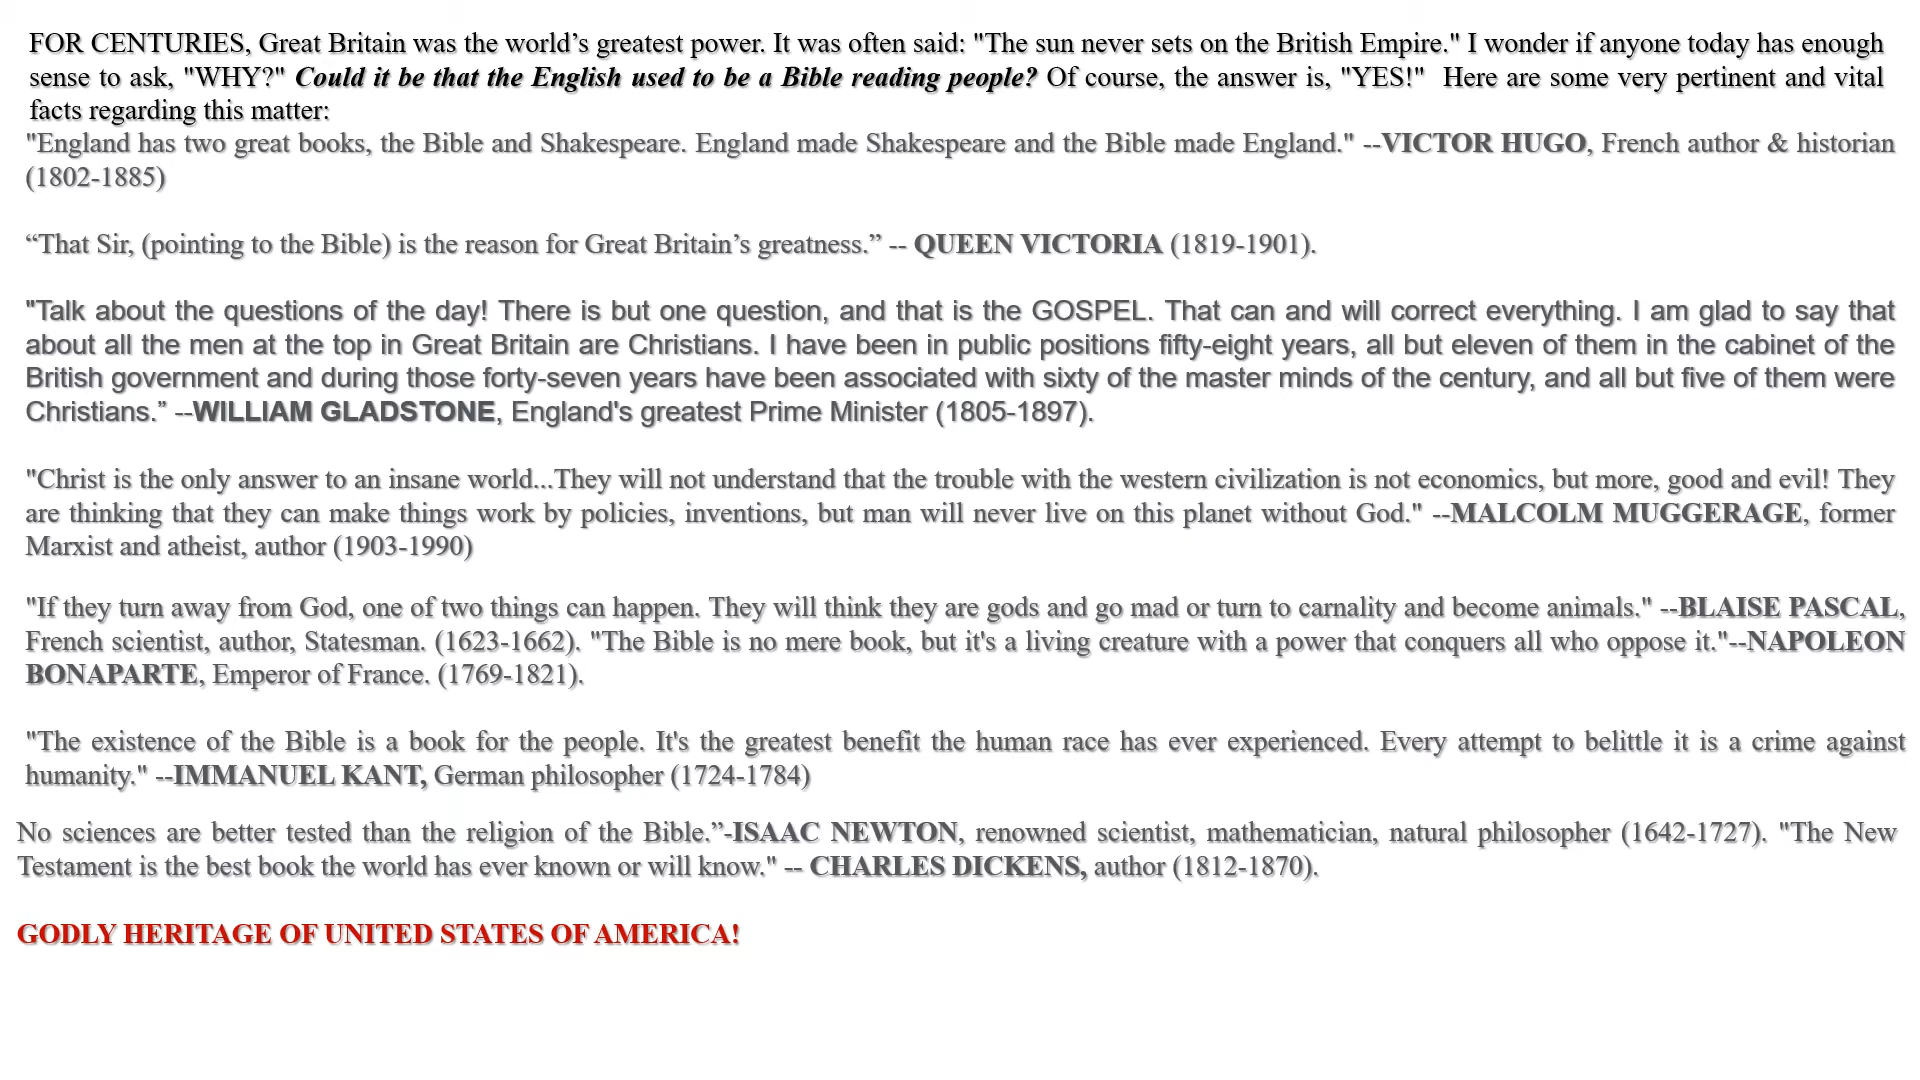 FOR CENTURIES, Great Britain was the world’s greatest power. It was often said: "The sun never sets on the British Empire." I wonder if anyone today has enough
sense to ask, "WHY?" Could it be that the English used to be a Bible reading people? Of course, the answer is, "YES!"  Here are some very pertinent and vital
facts regarding this matter:
"England has two great books, the Bible and Shakespeare. England made Shakespeare and the Bible made England." --VICTOR HUGO, French author & historian
(1802-1885)
“That Sir, (pointing to the Bible) is the reason for Great Britain’s greatness.” -- QUEEN VICTORIA (1819-1901).
"Talk about the questions of the day! There is but one question, and that is the GOSPEL. That can and will correct everything. I am glad to say that
about all the men at the top in Great Britain are Christians. I have been in public positions fifty-eight years, all but eleven of them in the cabinet of the
British government and during those forty-seven years have been associated with sixty of the master minds of the century, and all but five of them were
Christians.” --WILLIAM GLADSTONE, England's greatest Prime Minister (1805-1897).
"Christ is the only answer to an insane world...They will not understand that the trouble with the western civilization is not economics, but more, good and evil! They
are thinking that they can make things work by policies, inventions, but man will never live on this planet without God." --MALCOLM MUGGERAGE, former
Marxist and atheist, author (1903-1990)
"If they turn away from God, one of two things can happen. They will think they are gods and go mad or turn to carnality and become animals." --BLAISE PASCAL,
French scientist, author, Statesman. (1623-1662). "The Bible is no mere book, but it's a living creature with a power that conquers all who oppose it."--NAPOLEON
BONAPARTE, Emperor of France. (1769-1821).
"The existence of the Bible is a book for the people. It's the greatest benefit the human race has ever experienced. Every attempt to belittle it is a crime against
humanity." --IMMANUEL KANT, German philosopher (1724-1784)
No sciences are better tested than the religion of the Bible.”-ISAAC NEWTON, renowned scientist, mathematician, natural philosopher (1642-1727). "The New
Testament is the best book the world has ever known or will know." -- CHARLES DICKENS, author (1812-1870).
GODLY HERITAGE OF UNITED STATES OF AMERICA!